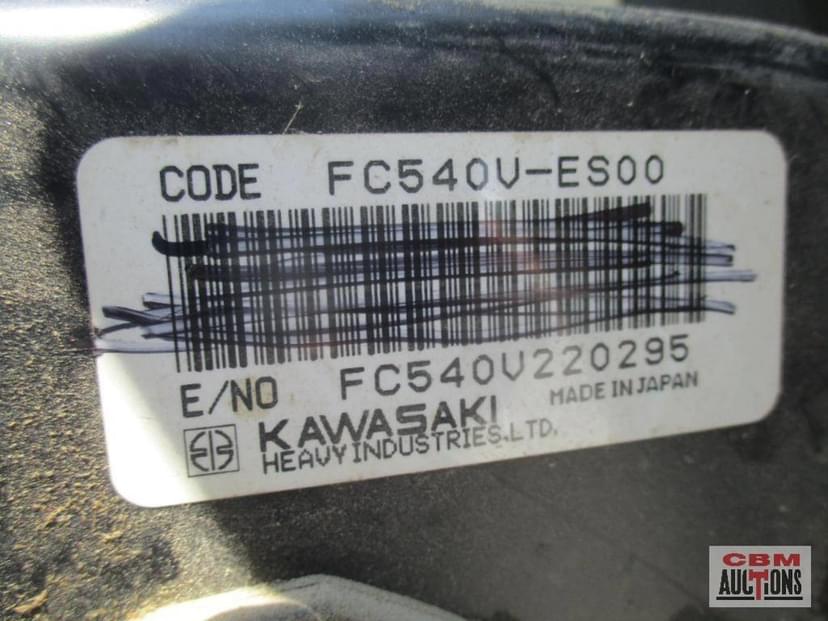 CODE FC540V-ES00
E/NO FC540V220295
MADE IN JAPAN
KAWASAKI
HEAVY INDUSTRIES,LTD.
CBM
AUCTIONS